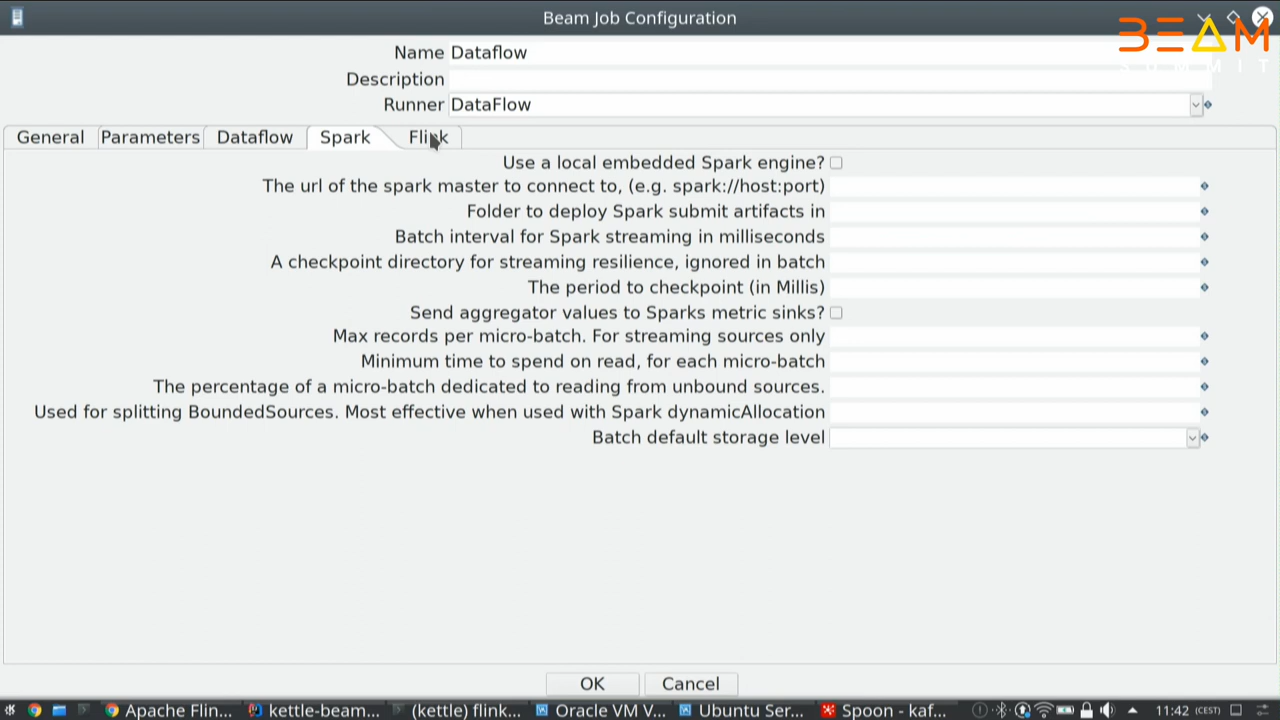 Beam Job Configuration
BEAM
SUMMIT
Name Dataflow
Description
Runner DataFlow
General Parameters Dataflow Spark Flink
Use a local embedded Spark engine?
The url of the spark master to connect to, (e.g. spark://host:port)
Folder to deploy Spark submit artifacts in
Batch interval for Spark streaming in milliseconds
A checkpoint directory for streaming resilience, ignored in batch
The period to checkpoint (in Millis)
Send aggregator values to Sparks metric sinks?
Max records per micro-batch. For streaming sources only
Minimum time to spend on read, for each micro-batch
The percentage of a micro-batch dedicated to reading from unbound sources.
Used for splitting BoundedSources. Most effective when used with Spark dynamicAllocation
Batch default storage level
OK Cancel
Apache Flin... kettle-beam... (kettle) flink... Oracle VM V... Ubuntu Ser... Spoon - kaf... 11:42 (CEST)